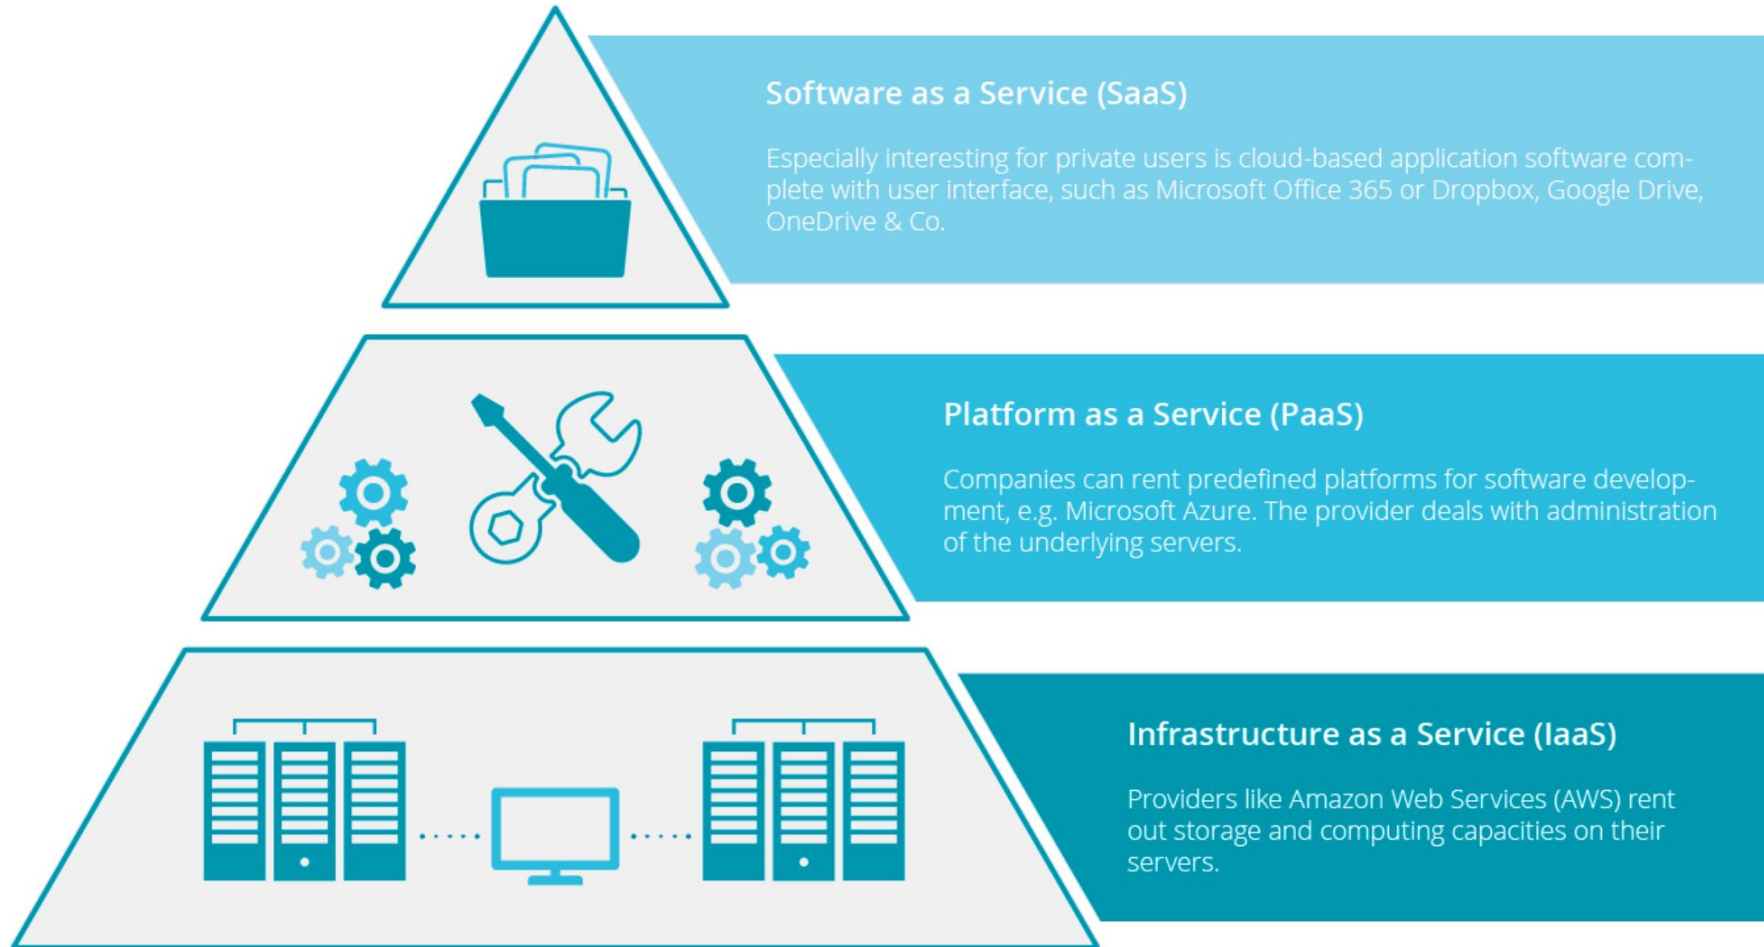 Software as a Service (SaaS)
Especially interesting for private users is cloud-based application software com-
plete with user interface, such as Microsoft Office 365 or Dropbox, Google Drive,
OneDrive & Co.
Platform as a Service (PaaS)
Companies can rent predefined platforms for software develop-
ment, e.g. Microsoft Azure. The provider deals with administration
of the underlying servers.
Infrastructure as a Service (IaaS)
Providers like Amazon Web Services (AWS) rent
out storage and computing capacities on their
servers.